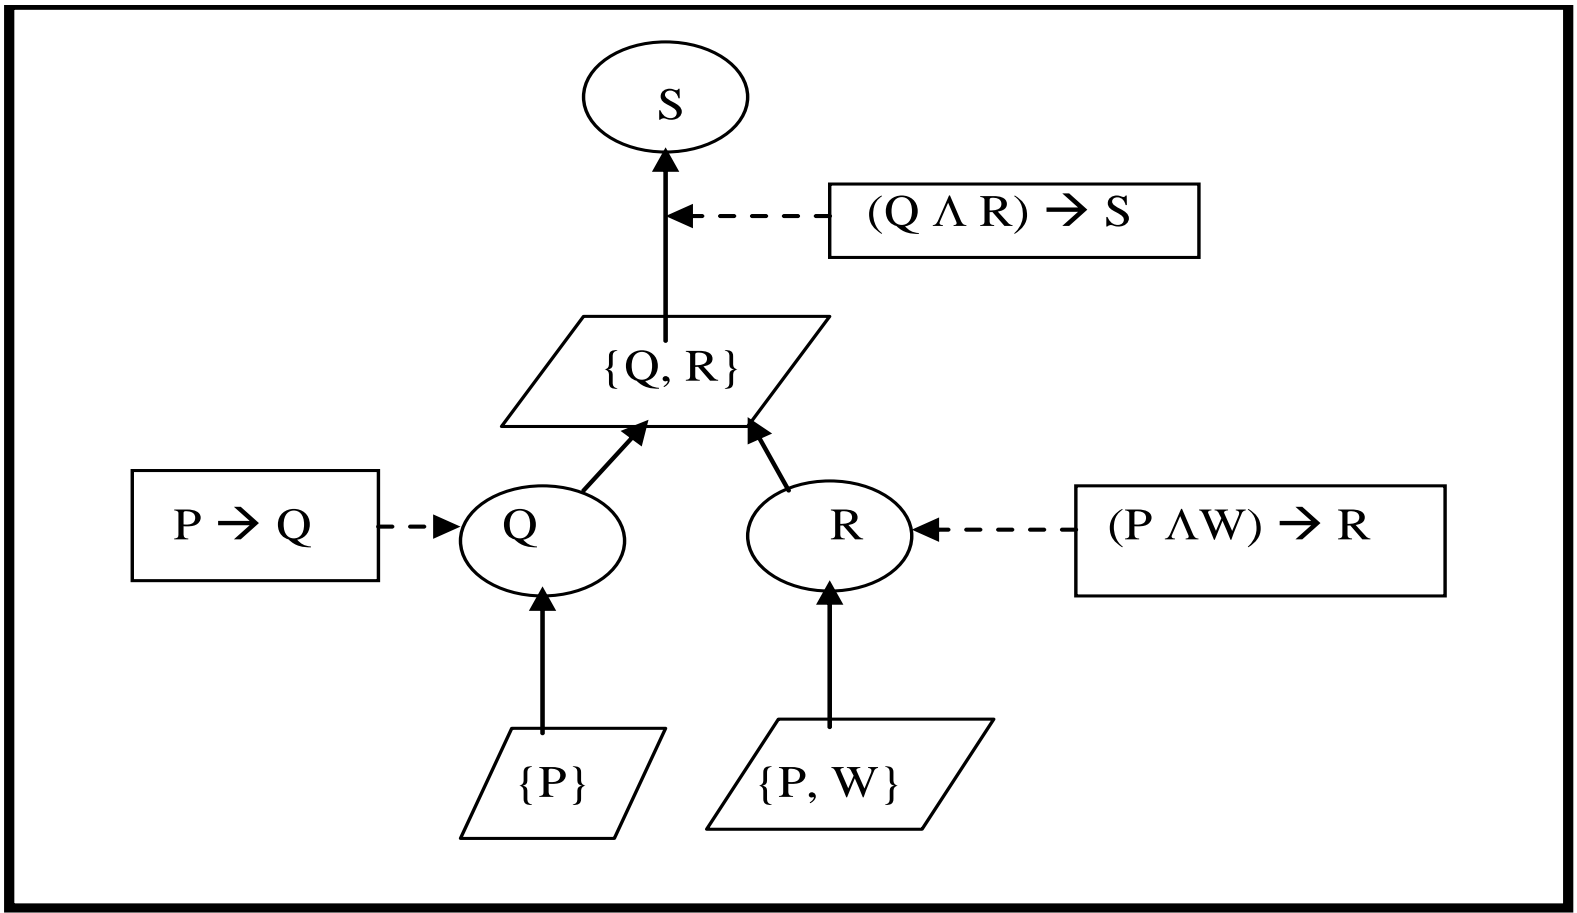 S
(Q Λ R) → S
{Q, R}
P → Q
Q
R
(P ΛW) → R
{P}
{P, W}